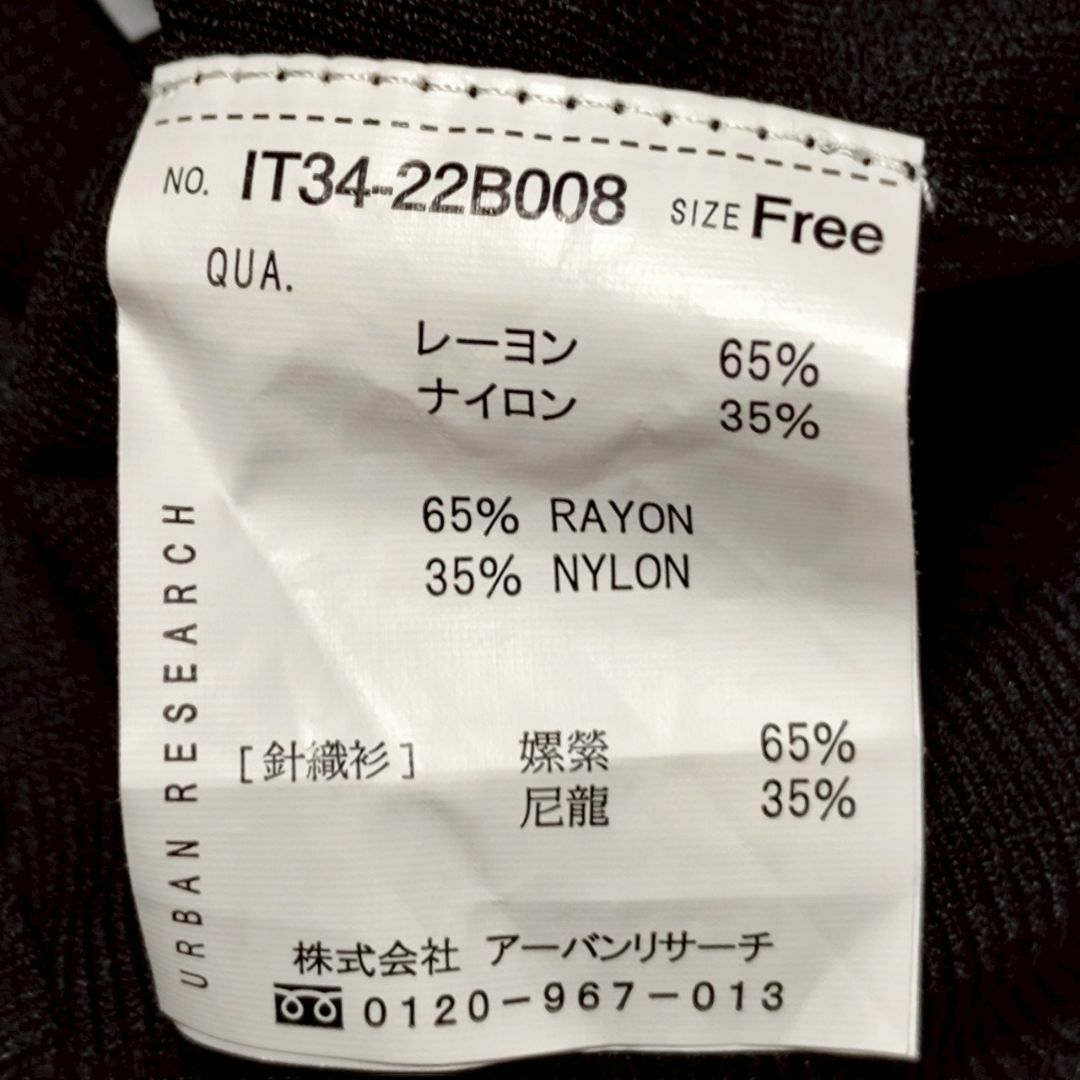 NO. IT34-22B008 SIZE Free
QUA.
レーヨン 65%
ナイロン 35%
65% RAYON
35% NYLON
URBAN RESEARCH
[針織衫] 嫘縈 65%
尼龍 35%
株式会社 アーバンリサーチ
0120-967-013